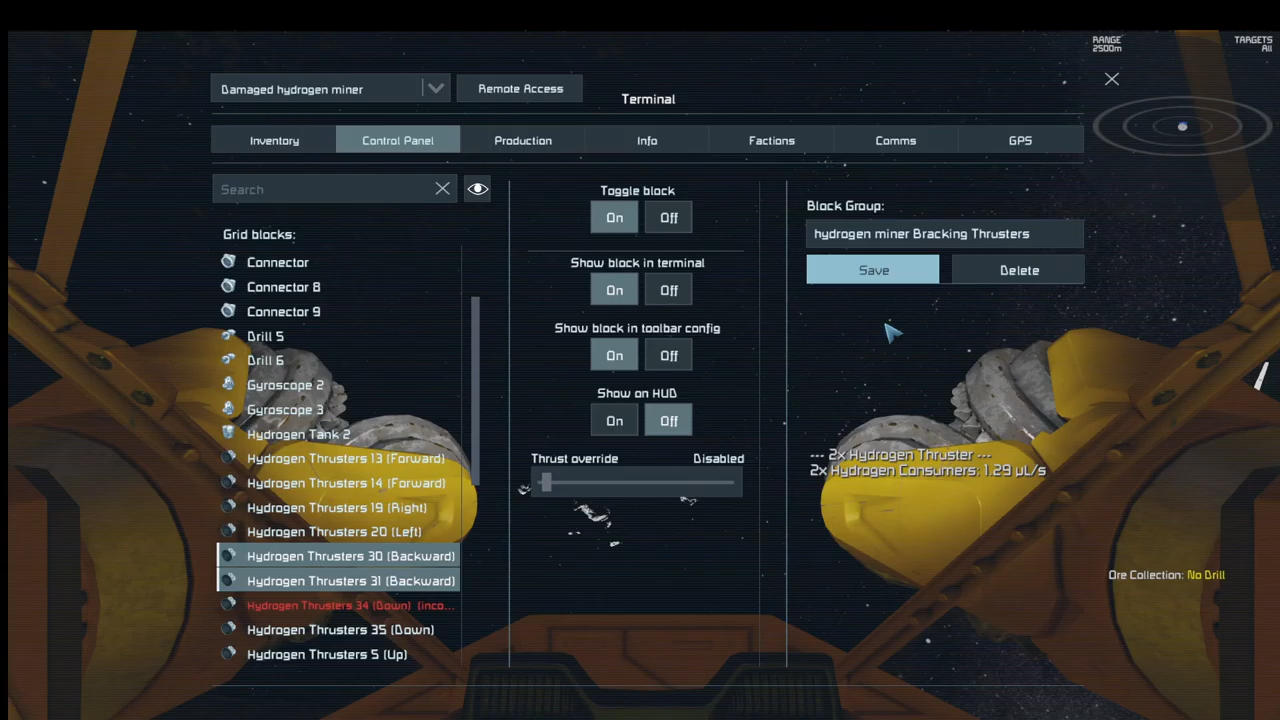 RANGE
2500m
TARGETS
All
Damaged hydrogen miner
Remote Access
Terminal
Inventory
Control Panel
Production
Info
Factions
Comms
GPS
Search
Grid blocks:
Connector
Connector 8
Connector 9
Drill 5
Drill 6
Gyroscope 2
Gyroscope 3
Hydrogen Tank 2
Hydrogen Thrusters 13 (Forward)
Hydrogen Thrusters 14 (Forward)
Hydrogen Thrusters 19 (Right)
Hydrogen Thrusters 20 (Left)
Hydrogen Thrusters 30 (Backward)
Hydrogen Thrusters 31 (Backward)
Hydrogen Thrusters 34 (Down) (inco...
Hydrogen Thrusters 35 (Down)
Hydrogen Thrusters 5 (Up)
Toggle block
On Off
Show block in terminal
On Off
Show block in toolbar config
On Off
Show on HUD
On Off
Thrust override Disabled
Block Group:
hydrogen miner Bracking Thrusters
Save Delete
--- 2x Hydrogen Thruster ---
2x Hydrogen Consumers: 1.29 µL/s
Ore Collection: No Drill